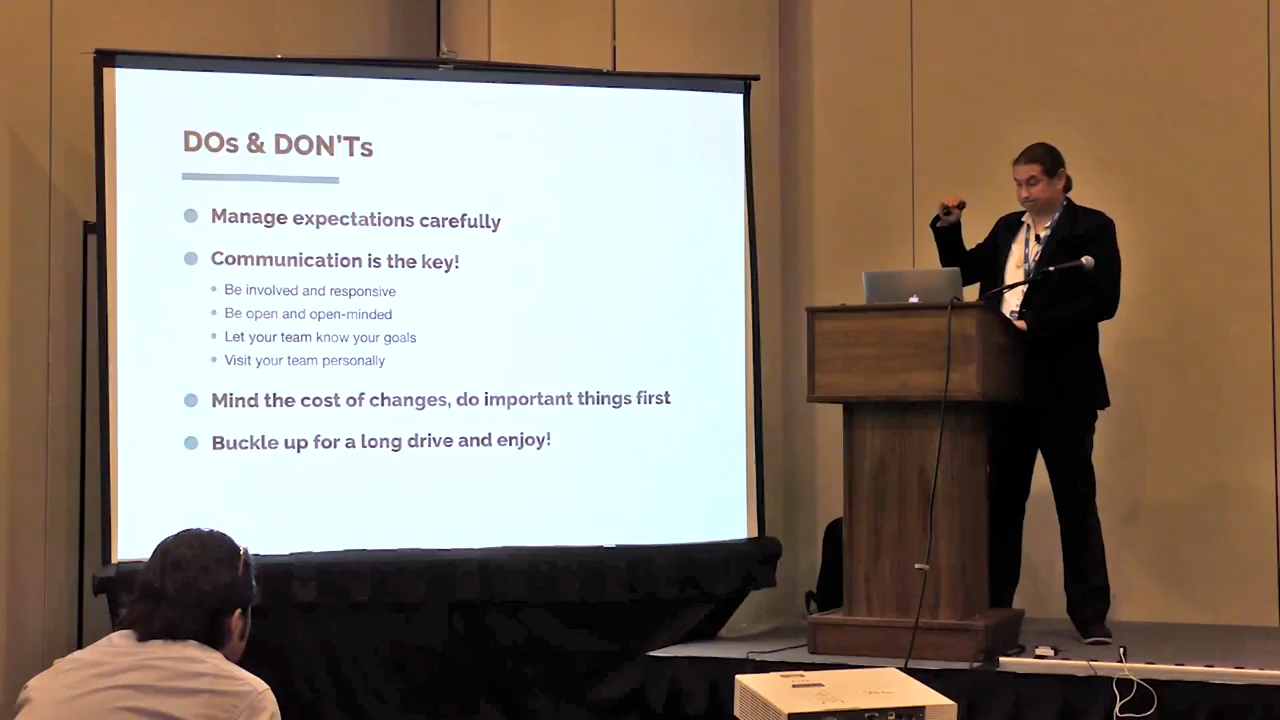 DOs & DON'Ts
Manage expectations carefully
Communication is the key!
Be involved and responsive
Be open and open-minded
Let your team know your goals
Visit your team personally
Mind the cost of changes, do important things first
Buckle up for a long drive and enjoy!